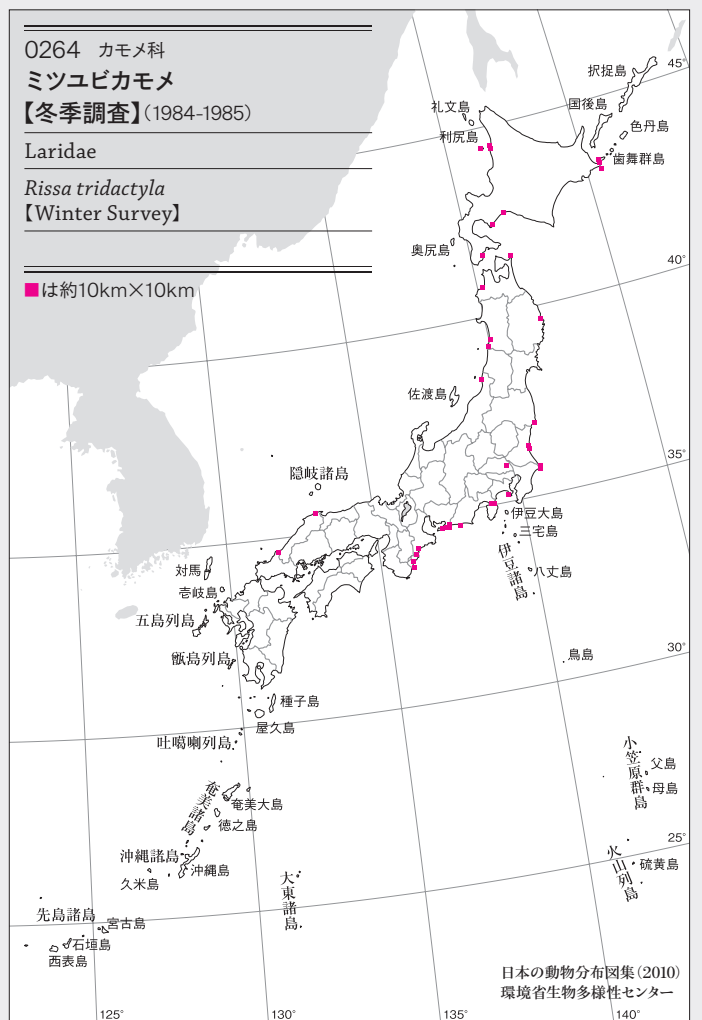 0264 カモメ科
ミツユビカモメ
【冬季調査】(1984-1985)
Laridae
Rissa tridactyla
【Winter Survey】
■は約10km×10km
択捉島
45°
国後島
礼文島
色丹島
利尻島
歯舞群島
奥尻島
40°
佐渡島
35°
隠岐諸島
伊豆大島
三宅島
対馬
伊豆諸島
八丈島
壱岐島
五島列島
甑島列島
鳥島
30°
種子島
屋久島
吐噶喇列島
小笠原群島
父島
母島
奄美諸島
奄美大島
徳之島
25°
沖縄諸島
沖縄島
火山列島
硫黄島
久米島
大東諸島
先島諸島
宮古島
石垣島
西表島
日本の動物分布図集(2010)
環境省生物多様性センター
125°
130°
135°
140°